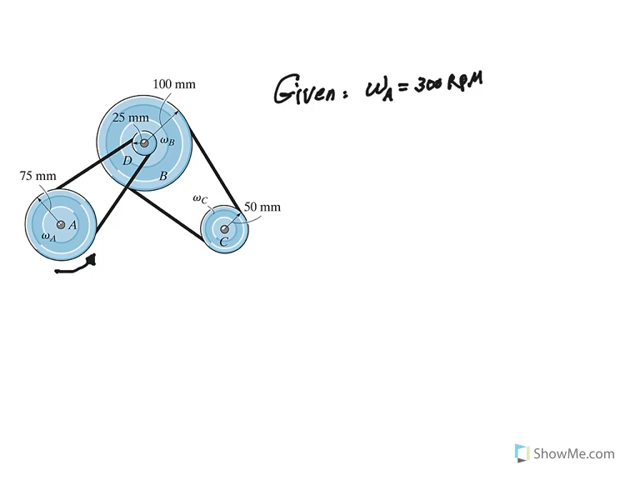 Given: ωA = 300 RPM
100 mm
25 mm
ωB
D
B
75 mm
ωC
50 mm
A
ωA
C
ShowMe.com